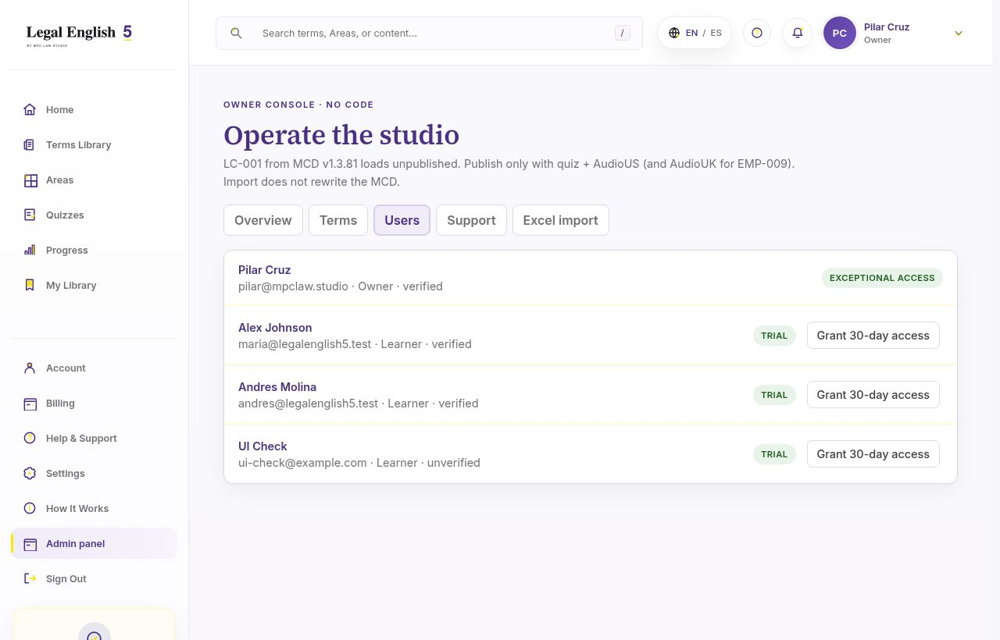 Legal English 5
BY MPC LAW STUDIO
Home
Terms Library
Areas
Quizzes
Progress
My Library
Account
Billing
Help & Support
Settings
How It Works
Admin panel
Sign Out
Search terms, Areas, or content...
/
EN / ES
PC
Pilar Cruz
Owner
OWNER CONSOLE · NO CODE
Operate the studio
LC-001 from MCD v1.3.81 loads unpublished. Publish only with quiz + AudioUS (and AudioUK for EMP-009).
Import does not rewrite the MCD.
Overview
Terms
Users
Support
Excel import
Pilar Cruz
pilar@mpclaw.studio · Owner · verified
EXCEPTIONAL ACCESS
Alex Johnson
maria@legalenglish5.test · Learner · verified
TRIAL
Grant 30-day access
Andres Molina
andres@legalenglish5.test · Learner · verified
TRIAL
Grant 30-day access
UI Check
ui-check@example.com · Learner · unverified
TRIAL
Grant 30-day access